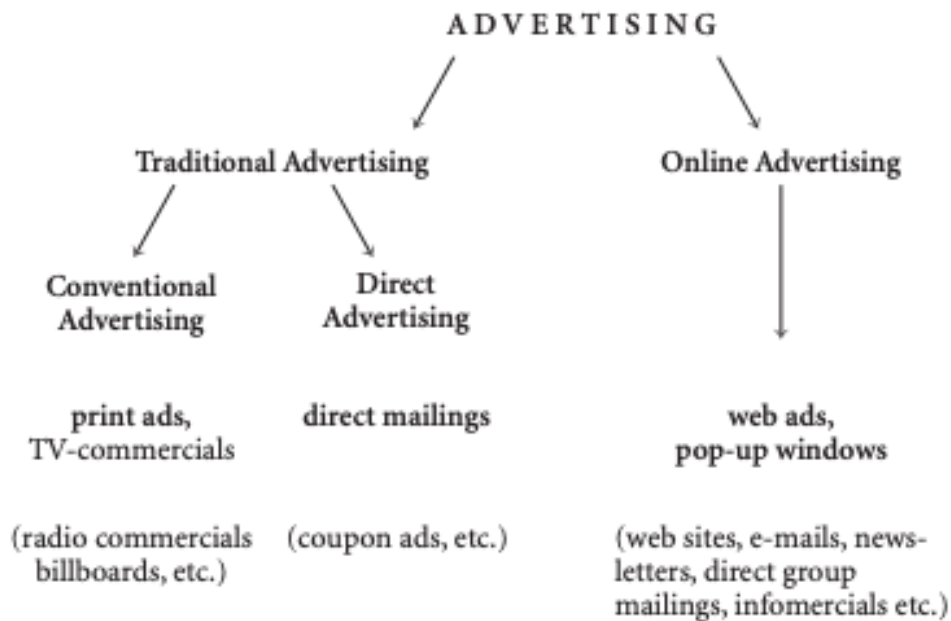 ADVERTISING
Traditional Advertising
Online Advertising
Conventional
Advertising
Direct
Advertising
print ads,
TV-commercials
direct mailings
web ads,
pop-up windows
(radio commercials
billboards, etc.)
(coupon ads, etc.)
(web sites, e-mails, news-
letters, direct group
mailings, infomercials etc.)